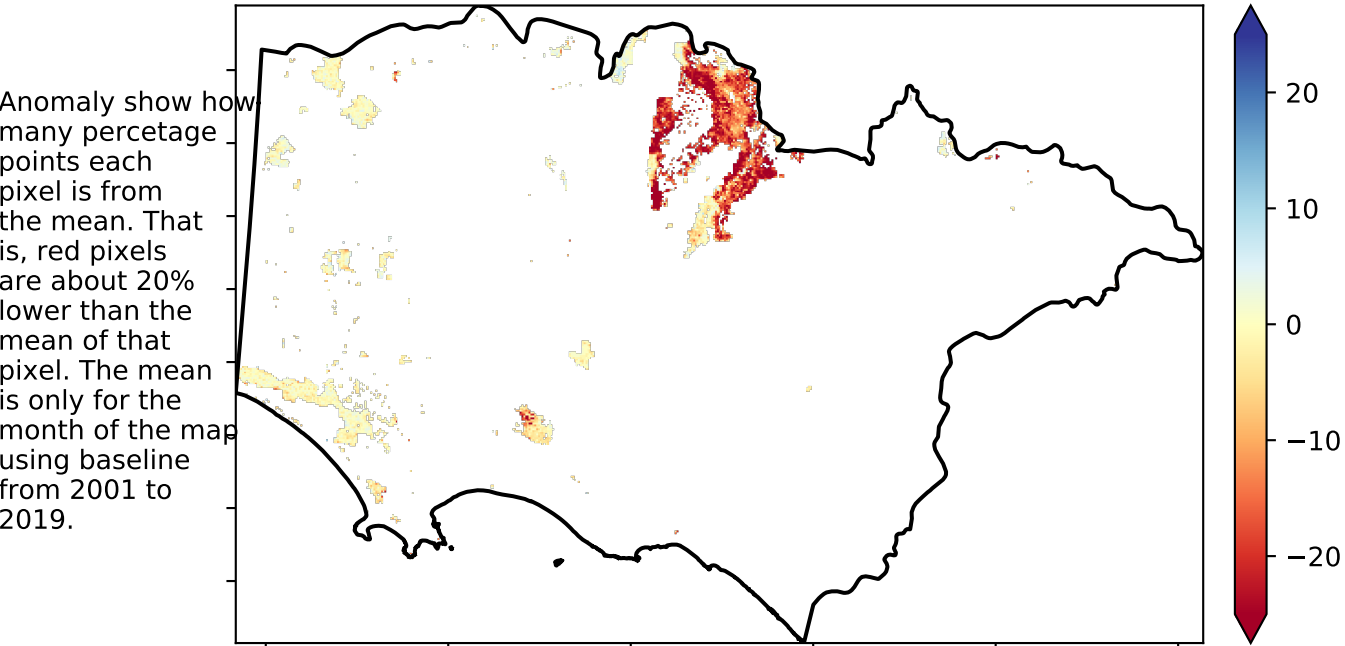 Anomaly show how
many percetage
points each
pixel is from
the mean. That
is, red pixels
are about 20%
lower than the
mean of that
pixel. The mean
is only for the
month of the map
using baseline
from 2001 to
2019.
20
10
0
−10
−20